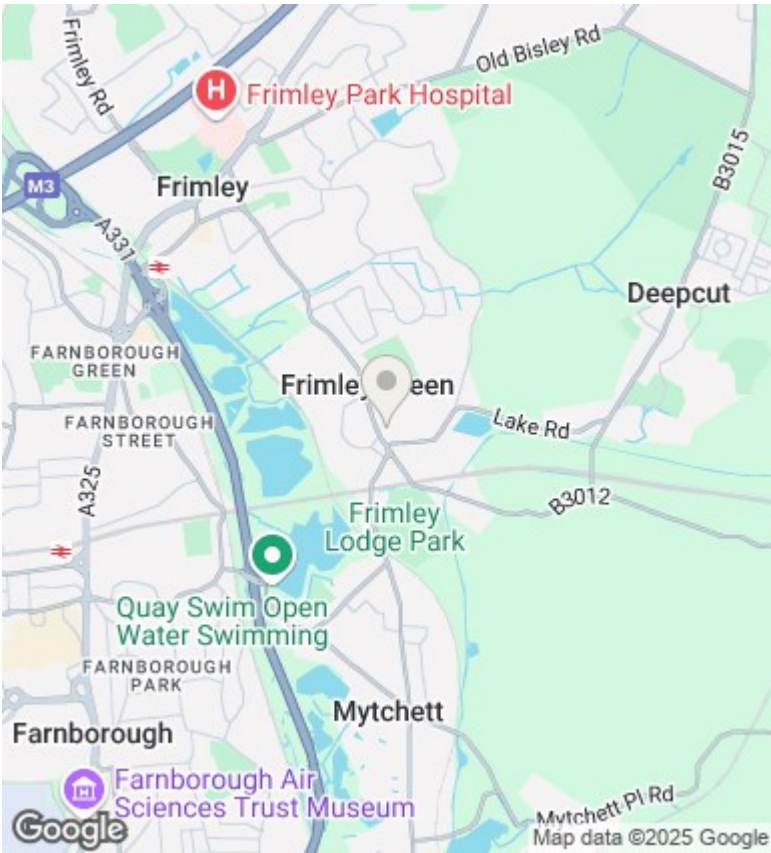 Frimley Rd
Old Bisley Rd
H
Frimley Park Hospital
B3015
M3
Frimley
A331
Deepcut
FARNBOROUGH
GREEN
Frimley Green
FARNBOROUGH
STREET
Lake Rd
A325
B3012
Frimley
Lodge Park
Quay Swim Open
Water Swimming
FARNBOROUGH
PARK
Mytchett
Farnborough
Farnborough Air
Sciences Trust Museum
Mytchett Pl Rd
Google
Map data ©2025 Google